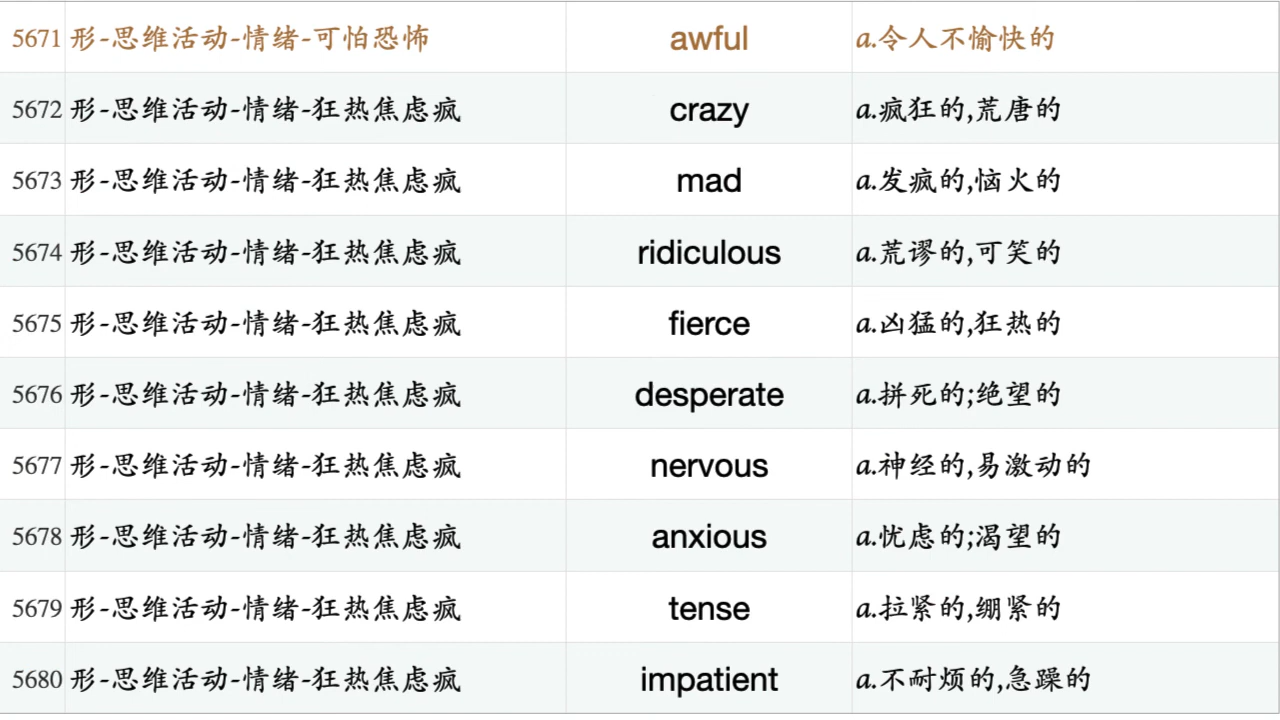 5671 形-思维活动-情绪-可怕恐怖 awful a.令人不愉快的
5672 形-思维活动-情绪-狂热焦虑疯 crazy a.疯狂的,荒唐的
5673 形-思维活动-情绪-狂热焦虑疯 mad a.发疯的,恼火的
5674 形-思维活动-情绪-狂热焦虑疯 ridiculous a.荒谬的,可笑的
5675 形-思维活动-情绪-狂热焦虑疯 fierce a.凶猛的,狂热的
5676 形-思维活动-情绪-狂热焦虑疯 desperate a.拼死的;绝望的
5677 形-思维活动-情绪-狂热焦虑疯 nervous a.神经的,易激动的
5678 形-思维活动-情绪-狂热焦虑疯 anxious a.忧虑的;渴望的
5679 形-思维活动-情绪-狂热焦虑疯 tense a.拉紧的,绷紧的
5680 形-思维活动-情绪-狂热焦虑疯 impatient a.不耐烦的,急躁的